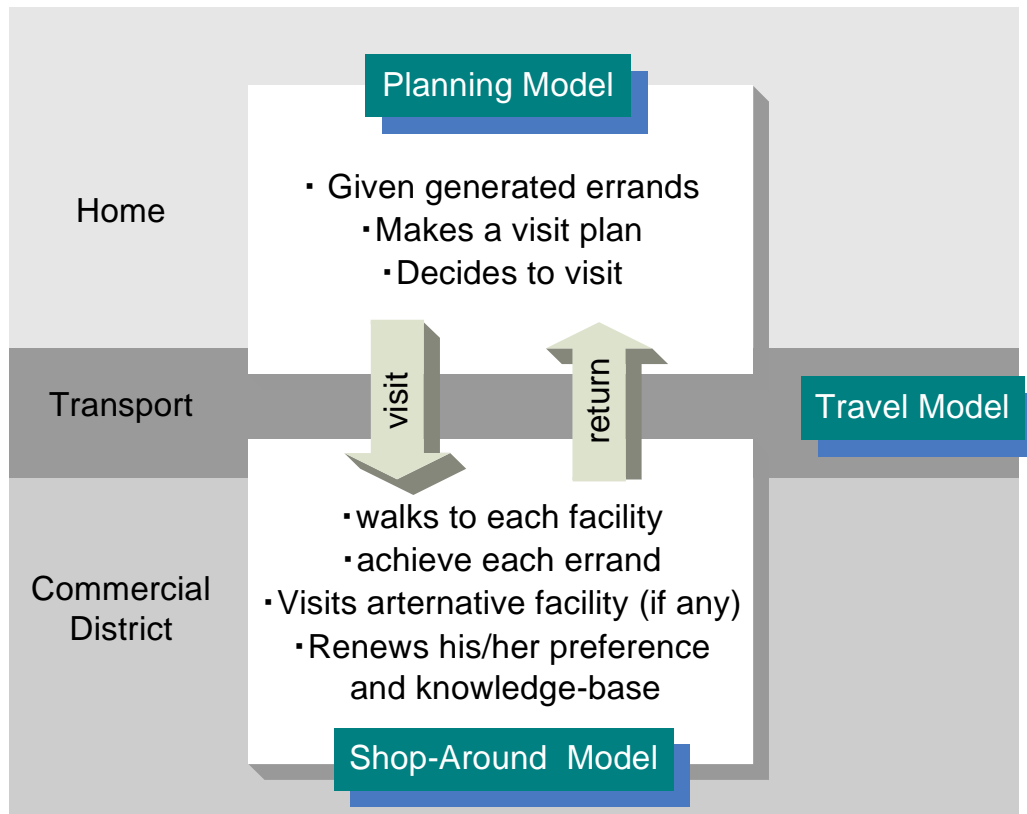 Planning Model
Home
・ Given generated errands
・Makes a visit plan
・Decides to visit
visit
return
Transport
Travel Model
Commercial
District
・walks to each facility
・achieve each errand
・Visits arternative facility (if any)
・Renews his/her preference
and knowledge-base
Shop-Around Model